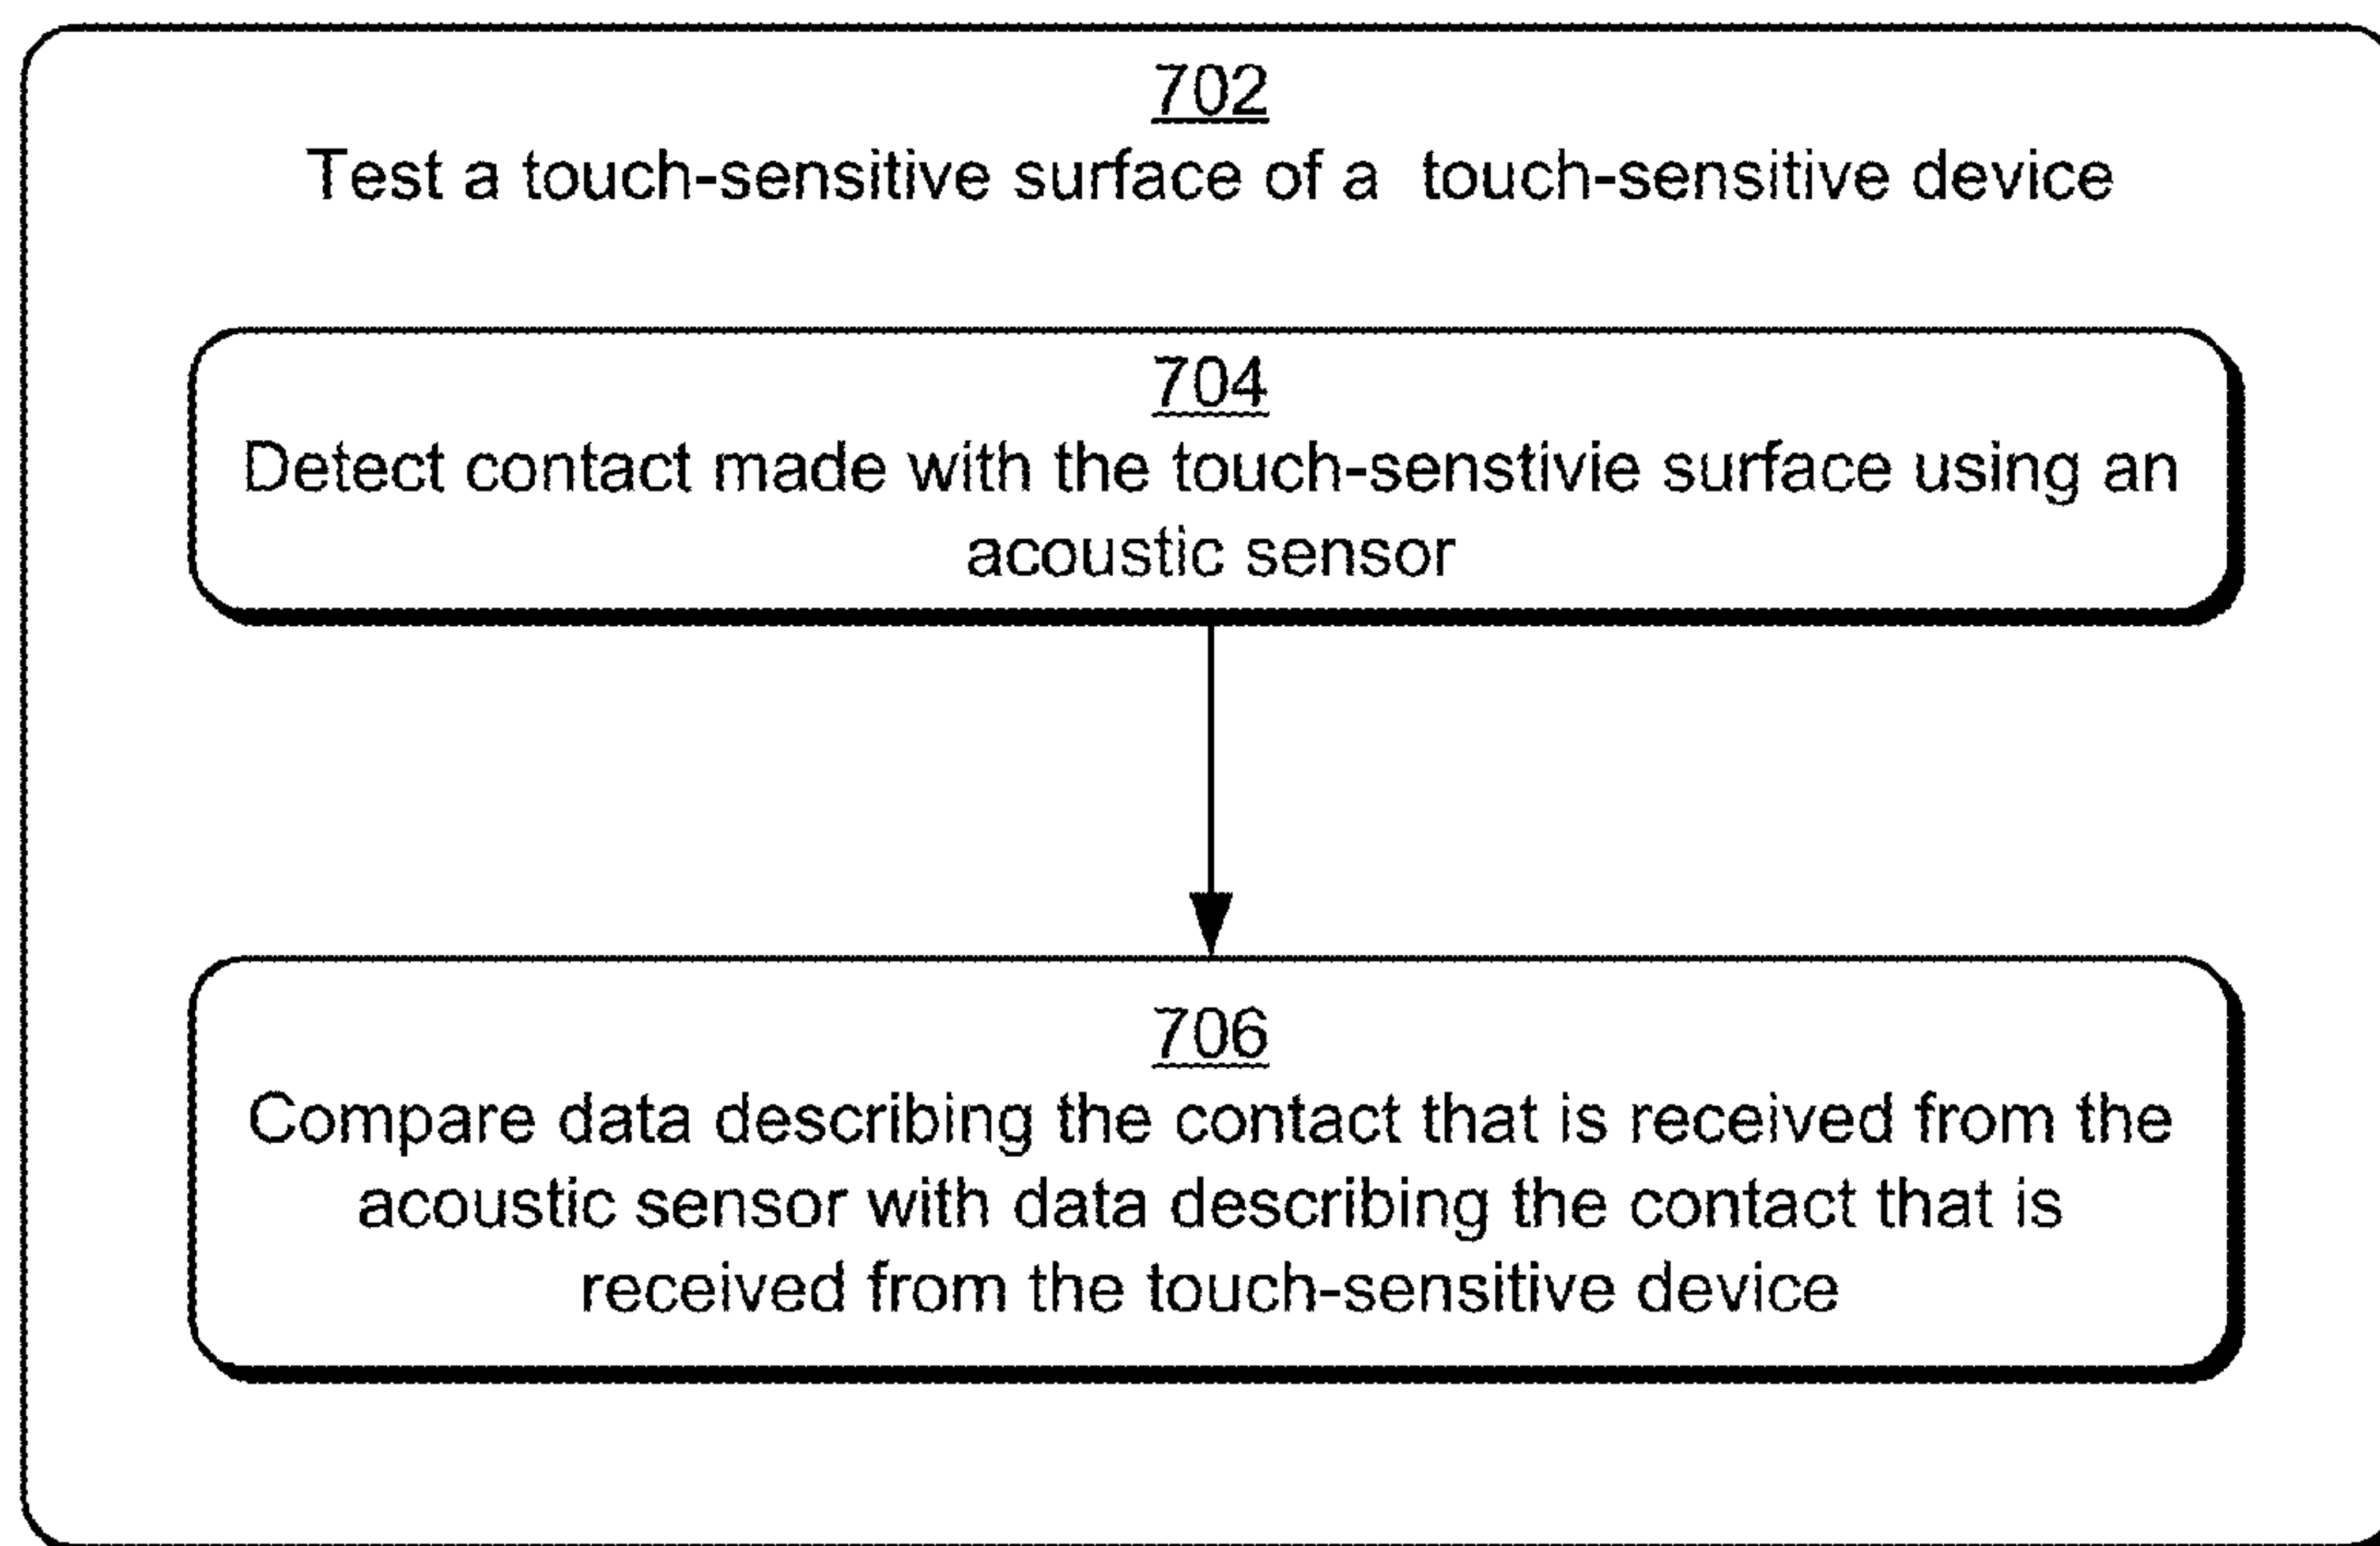 702
Test a touch-sensitive surface of a touch-sensitive device
704
Detect contact made with the touch-senstivie surface using an
acoustic sensor
706
Compare data describing the contact that is received from the
acoustic sensor with data describing the contact that is
received from the touch-sensitive device